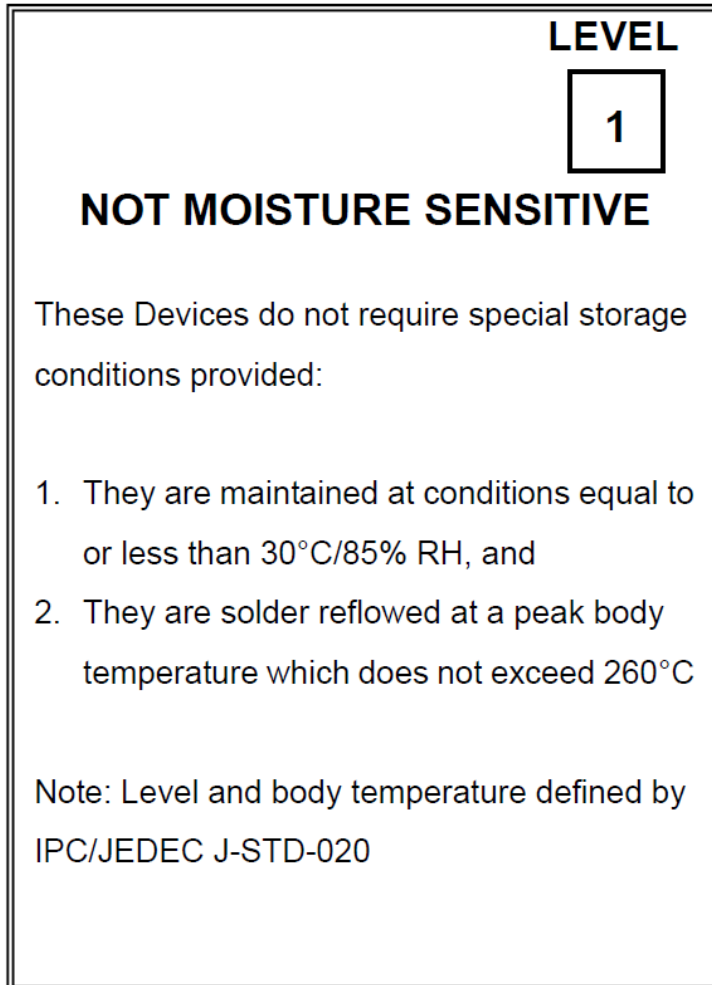 LEVEL
1
NOT MOISTURE SENSITIVE
These Devices do not require special storage
conditions provided:
1. They are maintained at conditions equal to
or less than 30°C/85% RH, and
2. They are solder reflowed at a peak body
temperature which does not exceed 260°C
Note: Level and body temperature defined by
IPC/JEDEC J-STD-020